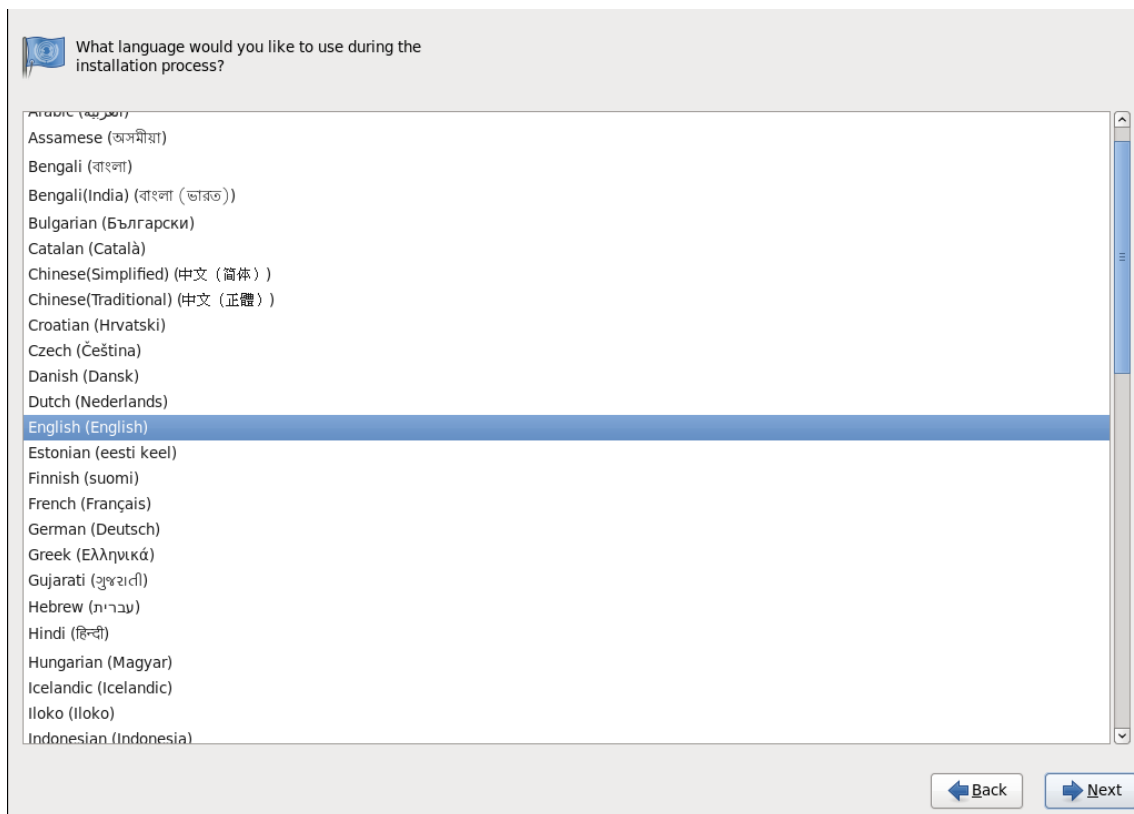 What language would you like to use during the
installation process?
Arabic (العربية)
Assamese (অসমীয়া)
Bengali (বাংলা)
Bengali(India) (বাংলা (ভারত))
Bulgarian (Български)
Catalan (Català)
Chinese(Simplified) (中文（简体）)
Chinese(Traditional) (中文（正體）)
Croatian (Hrvatski)
Czech (Čeština)
Danish (Dansk)
Dutch (Nederlands)
English (English)
Estonian (eesti keel)
Finnish (suomi)
French (Français)
German (Deutsch)
Greek (Ελληνικά)
Gujarati (ગુજરાતી)
Hebrew (עברית)
Hindi (हिन्दी)
Hungarian (Magyar)
Icelandic (Icelandic)
Iloko (Iloko)
Indonesian (Indonesia)
Back
Next